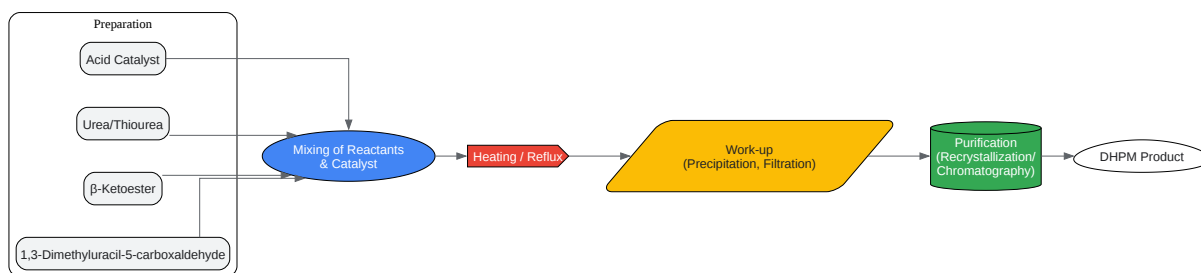 Preparation
Acid Catalyst
Urea/Thiourea
β-Ketoester
1,3-Dimethyluracil-5-carboxaldehyde
Mixing of Reactants
& Catalyst
Heating / Reflux
Work-up
(Precipitation, Filtration)
Purification
(Recrystallization/
Chromatography)
DHPM Product